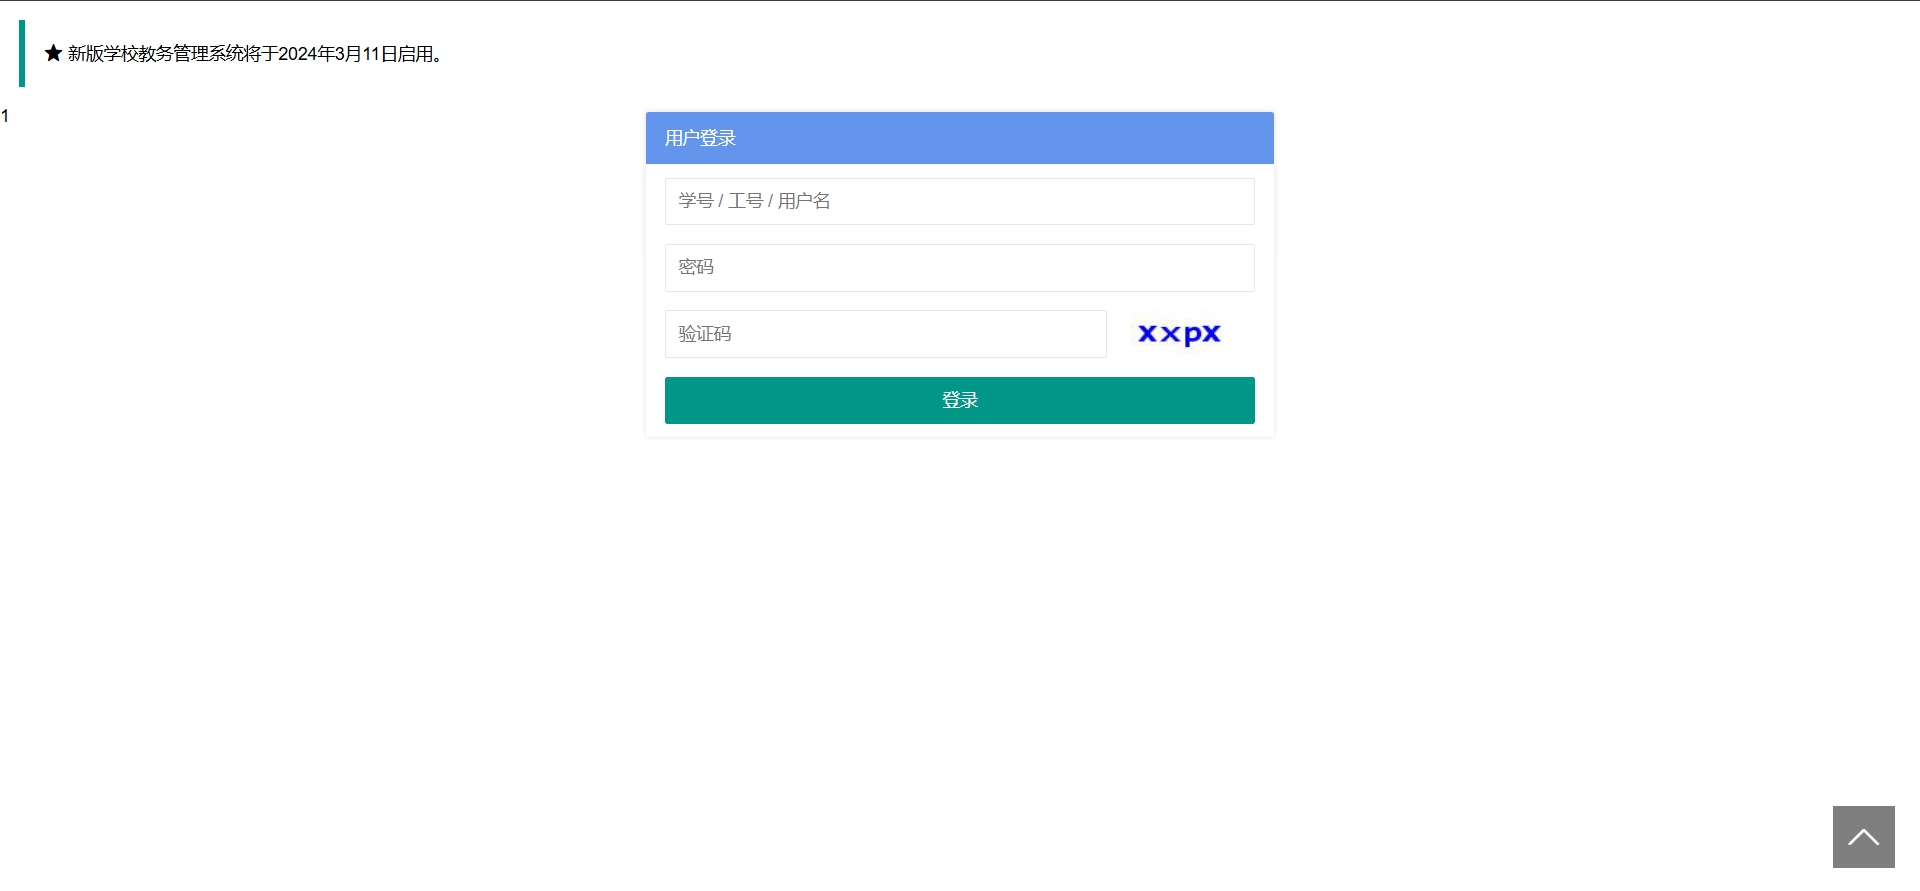 ★ 新版学校教务管理系统将于2024年3月11日启用。
1
用户登录
学号 / 工号 / 用户名
密码
验证码
xxpx
登录